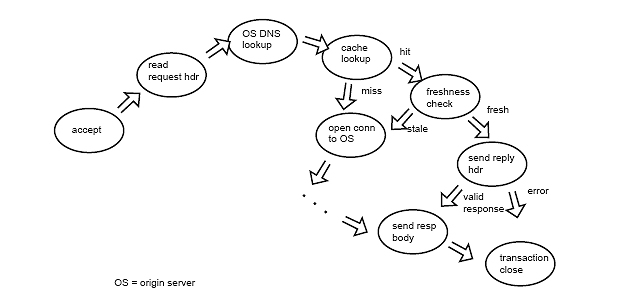 OS DNS
lookup
cache
lookup
hit
read
request hdr
miss
freshness
check
fresh
accept
open conn
to OS
stale
send reply
hdr
valid
response
error
send resp
body
transaction
close
OS = origin server